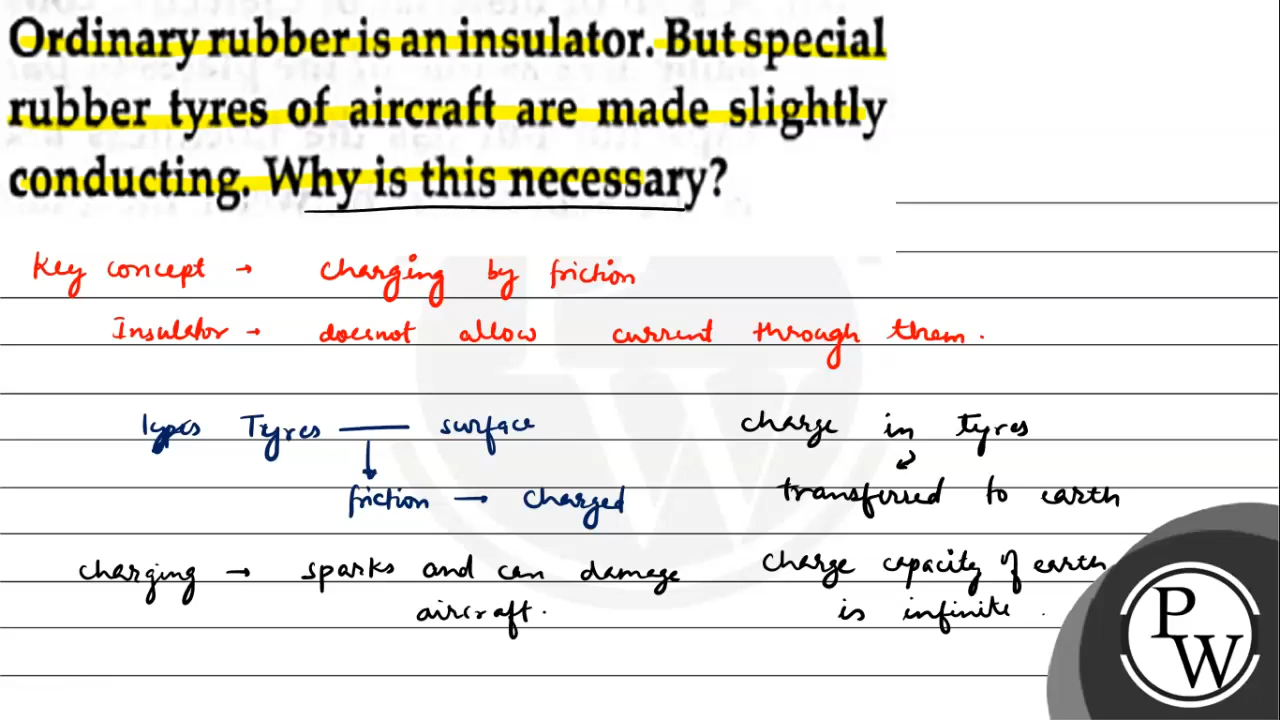 Ordinary rubber is an insulator. But special
rubber tyres of aircraft are made slightly
conducting. Why is this necessary?
Key concept → charging by friction
Insulator → doesnot allow current through them.
Tyres — surface
friction → charged
charging → sparks and can damage
aircraft.
charge in tyres
transferred to earth
charge capacity of earth
is infinite.
PW